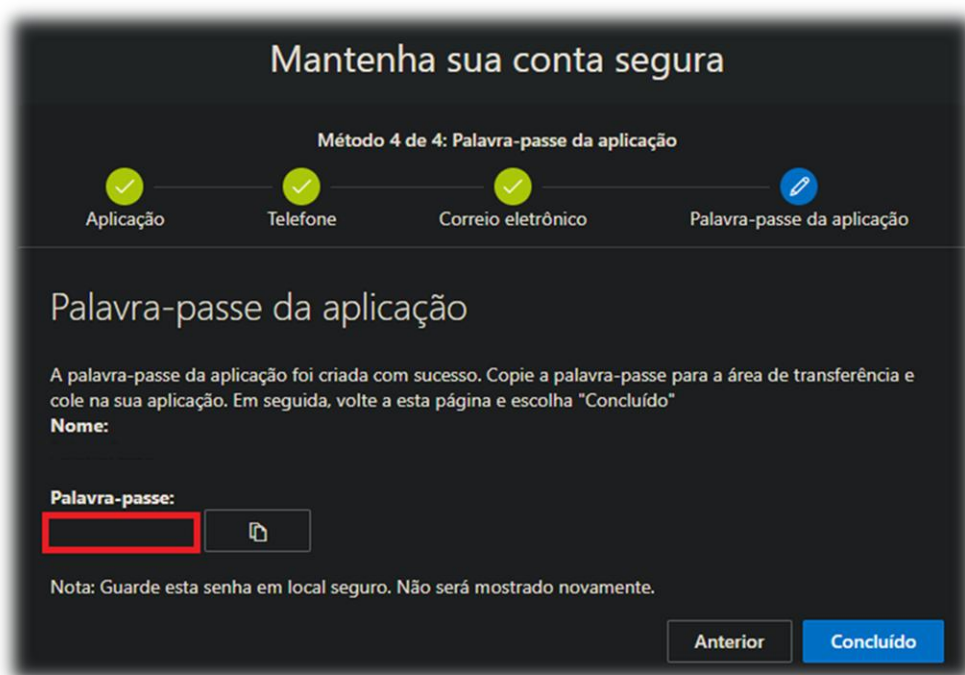 Mantenha sua conta segura
Método 4 de 4: Palavra-passe da aplicação
Aplicação
Telefone
Correio eletrônico
Palavra-passe da aplicação
Palavra-passe da aplicação
A palavra-passe da aplicação foi criada com sucesso. Copie a palavra-passe para a área de transferência e
cole na sua aplicação. Em seguida, volte a esta página e escolha "Concluído"
Nome:
Palavra-passe:
Nota: Guarde esta senha em local seguro. Não será mostrado novamente.
Anterior
Concluído